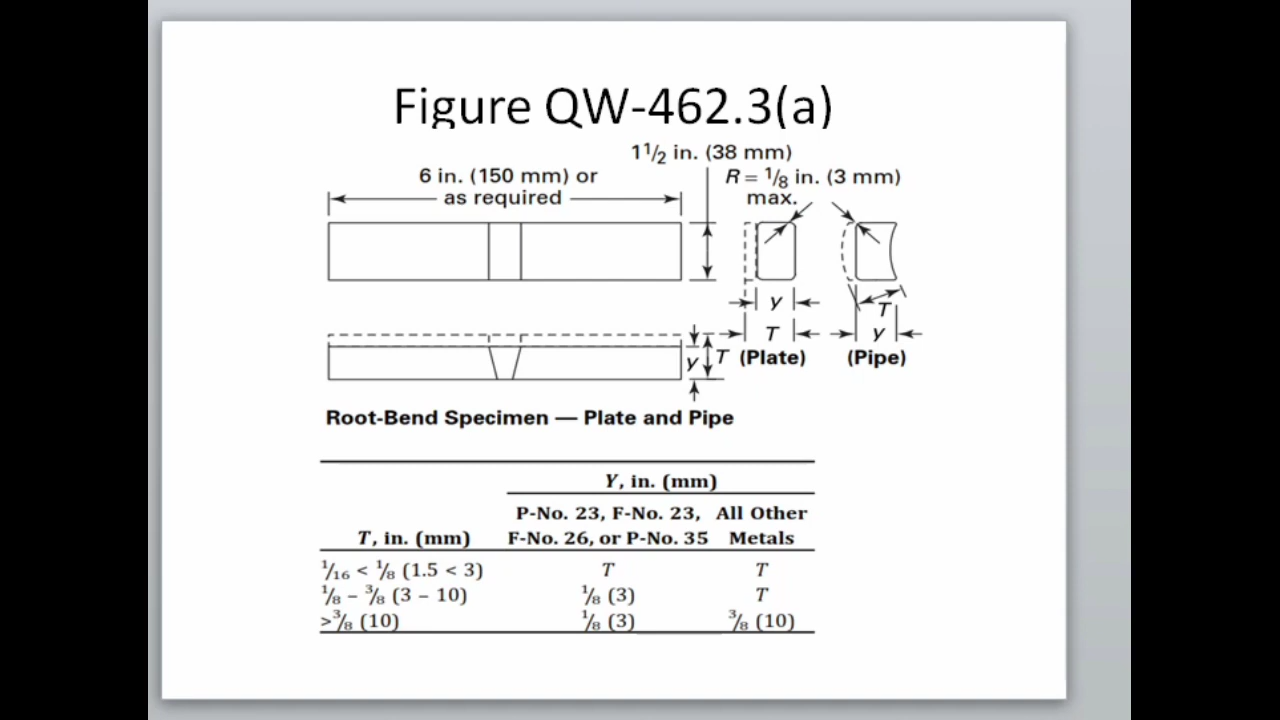 Figure QW-462.3(a)
1 1/2 in. (38 mm)
6 in. (150 mm) or
as required
R = 1/8 in. (3 mm)
max.
y
T
T
y
y
T
(Plate)
(Pipe)
Root-Bend Specimen — Plate and Pipe
Y, in. (mm)
P-No. 23, F-No. 23, All Other
T, in. (mm) F-No. 26, or P-No. 35 Metals
1/16 < 1/8 (1.5 < 3) T T
1/8 – 3/8 (3 – 10) 1/8 (3) T
>3/8 (10) 1/8 (3) 3/8 (10)